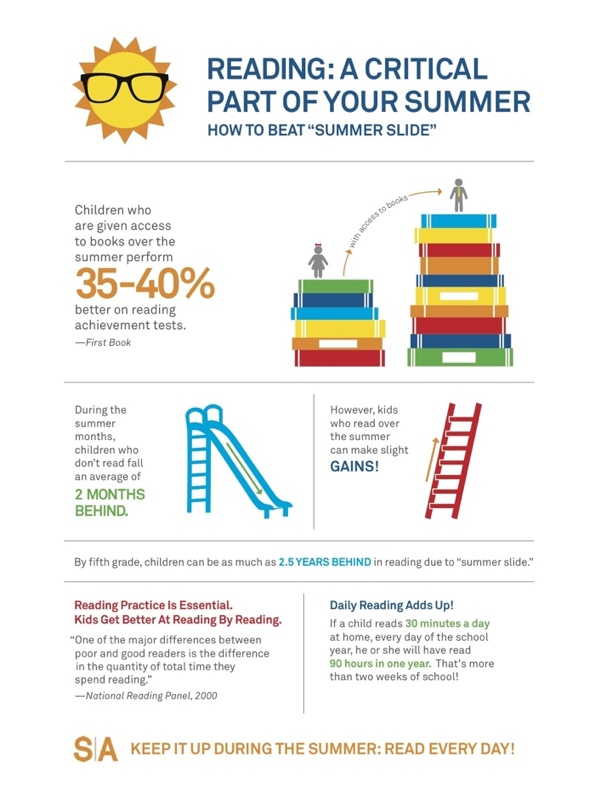 READING: A CRITICAL
PART OF YOUR SUMMER
HOW TO BEAT “SUMMER SLIDE”
Children who
are given access
to books over the
summer perform
35-40%
better on reading
achievement tests.
—First Book
with access to books
During the
summer
months,
children who
don’t read fall
an average of
2 MONTHS
BEHIND.
However, kids
who read over
the summer
can make slight
GAINS!
By fifth grade, children can be as much as 2.5 YEARS BEHIND in reading due to “summer slide.”
Reading Practice Is Essential.
Kids Get Better At Reading By Reading.
“One of the major differences between
poor and good readers is the difference
in the quantity of total time they
spend reading.”
—National Reading Panel, 2000
Daily Reading Adds Up!
If a child reads 30 minutes a day
at home, every day of the school
year, he or she will have read
90 hours in one year. That's more
than two weeks of school!
S|A KEEP IT UP DURING THE SUMMER: READ EVERY DAY!